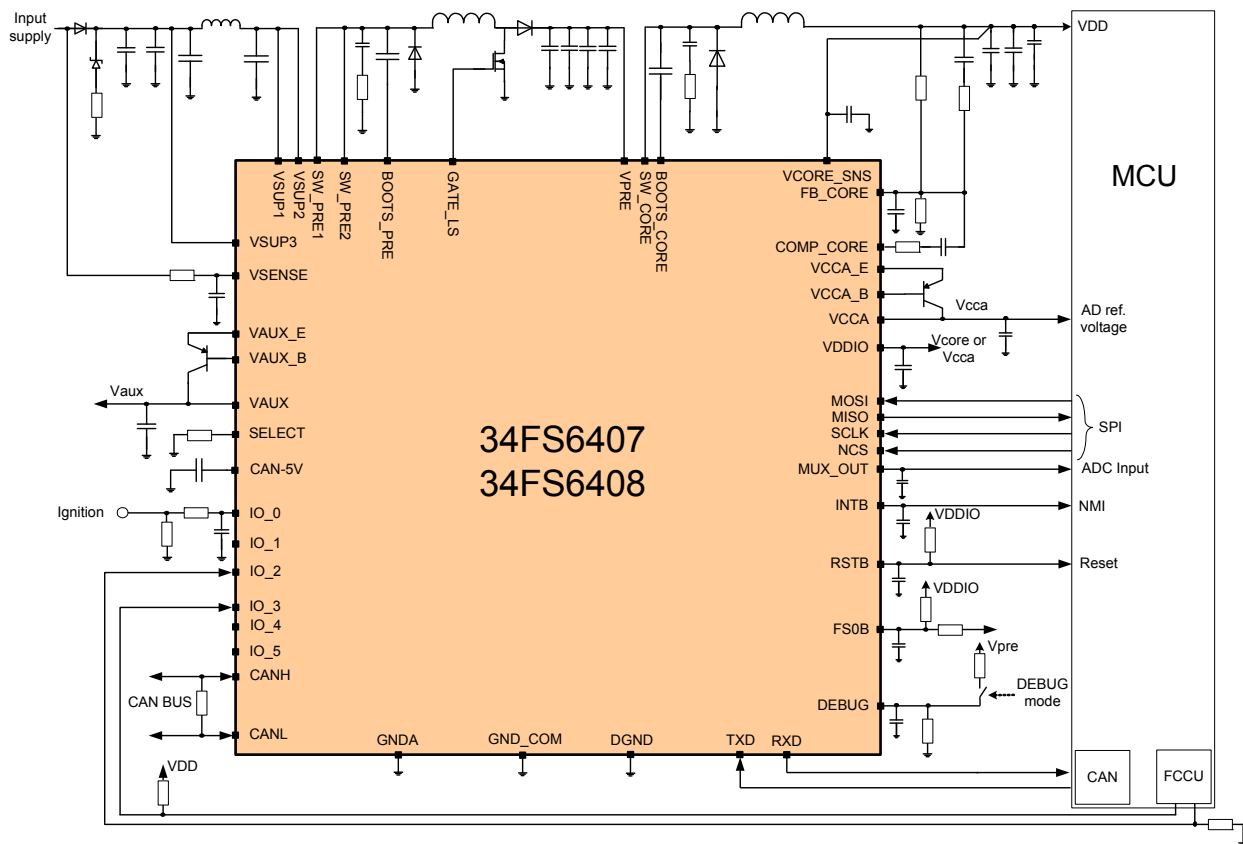 Input
supply
VDD
MCU
VSUP1
VSUP2
SW_PRE1
SW_PRE2
BOOTS_PRE
GATE_LS
VPRE
SW_CORE
BOOTS_CORE
VCORE_SNS
FB_CORE
COMP_CORE
VCCA_E
VCCA_B
Vcca
VCCA
AD ref.
voltage
VDDIO
Vcore or
Vcca
MOSI
MISO
SCLK
NCS
SPI
MUX_OUT
ADC Input
INTB
NMI
VDDIO
RSTB
Reset
VDDIO
FS0B
Vpre
DEBUG
DEBUG
mode
VSUP3
VSENSE
VAUX_E
VAUX_B
Vaux
VAUX
SELECT
CAN-5V
Ignition
IO_0
IO_1
IO_2
IO_3
IO_4
IO_5
CANH
CAN BUS
CANL
VDD
34FS6407
34FS6408
GNDA
GND_COM
DGND
TXD
RXD
CAN
FCCU